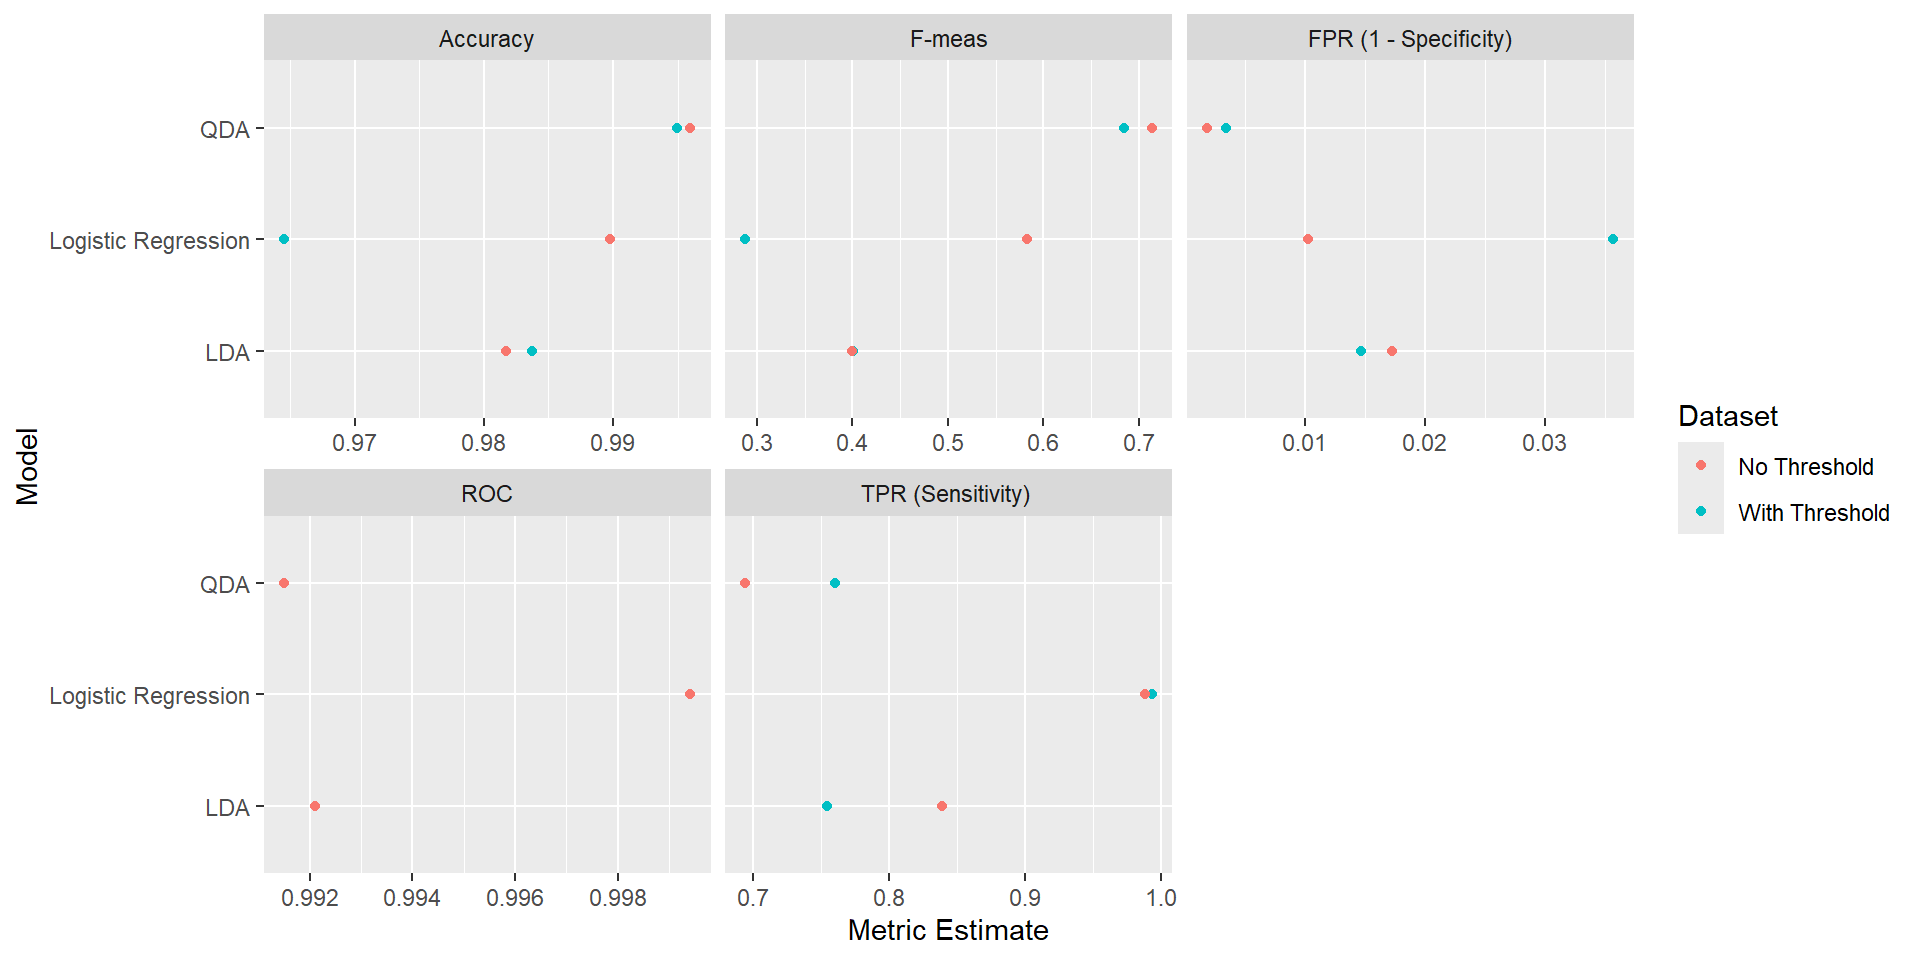 Accuracy
F-meas
FPR (1 - Specificity)
QDA
Logistic Regression
LDA
0.97 0.98 0.99
0.3 0.4 0.5 0.6 0.7
0.01 0.02 0.03
Model
Dataset
No Threshold
With Threshold
ROC
TPR (Sensitivity)
QDA
Logistic Regression
LDA
0.992 0.994 0.996 0.998
0.7 0.8 0.9 1.0
Metric Estimate